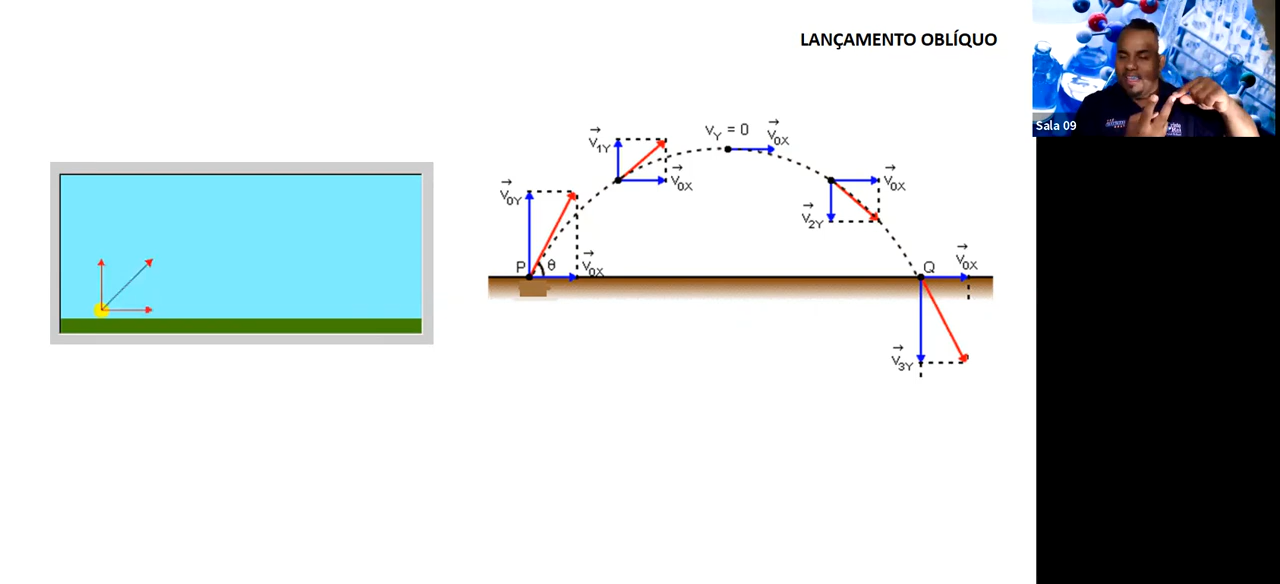 LANÇAMENTO OBLÍQUO
Sala 09
V1Y
V0X
VY = 0
V0X
V0Y
P
θ
V0X
V0X
V2Y
Q
V0X
V3Y